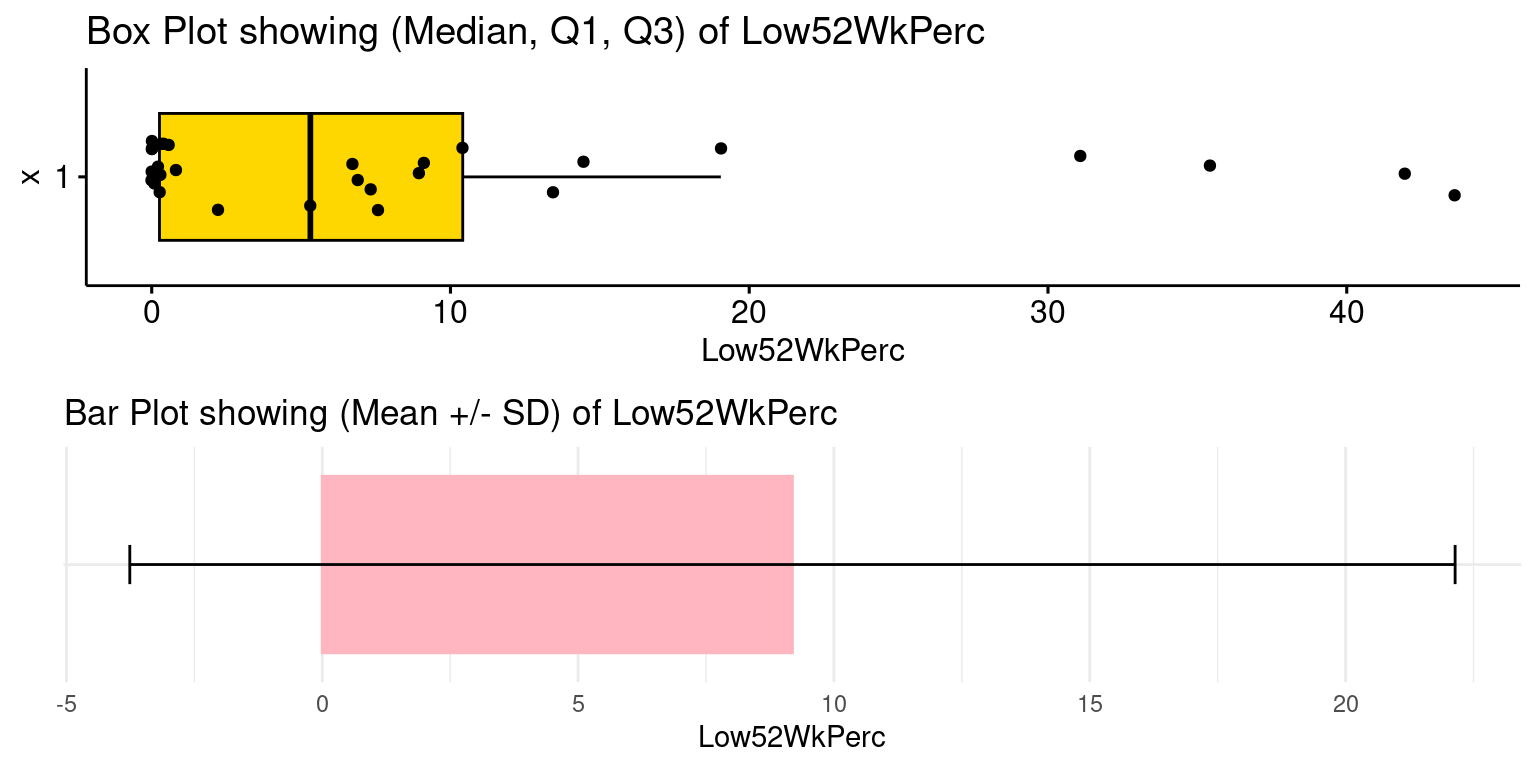 Box Plot showing (Median, Q1, Q3) of Low52WkPerc
x
1
0 10 20 30 40
Low52WkPerc
Bar Plot showing (Mean +/- SD) of Low52WkPerc
-5 0 5 10 15 20
Low52WkPerc